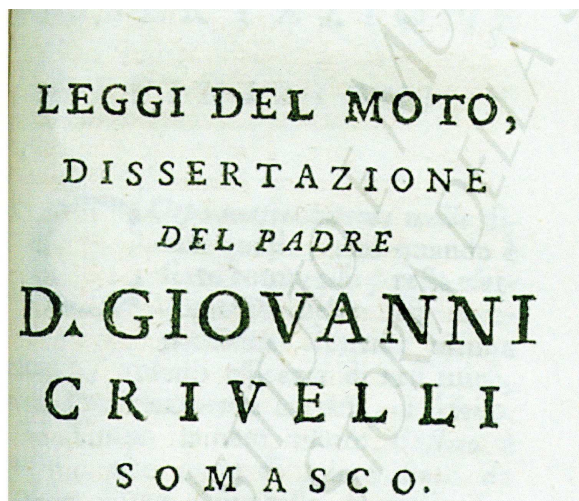 LEGGI DEL MOTO,
DISSERTAZIONE
DEL PADRE
D. GIOVANNI
CRIVELLI
SOMASCO.